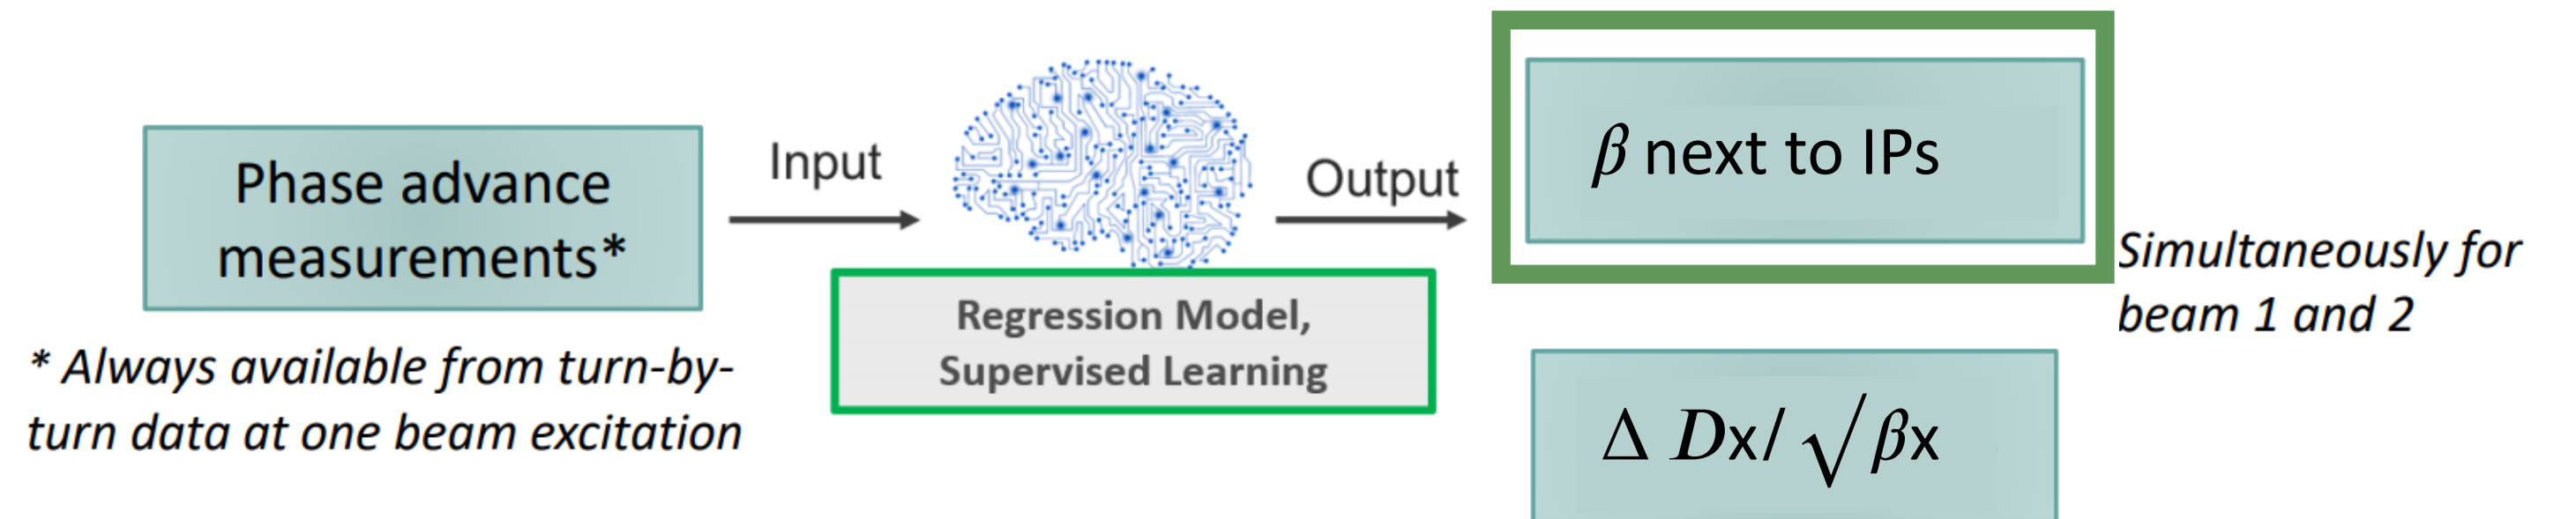 Phase advance
measurements*
* Always available from turn-by-
turn data at one beam excitation
Input
Regression Model,
Supervised Learning
Output
β next to IPs
Simultaneously for
beam 1 and 2
Δ Dx/ √βx